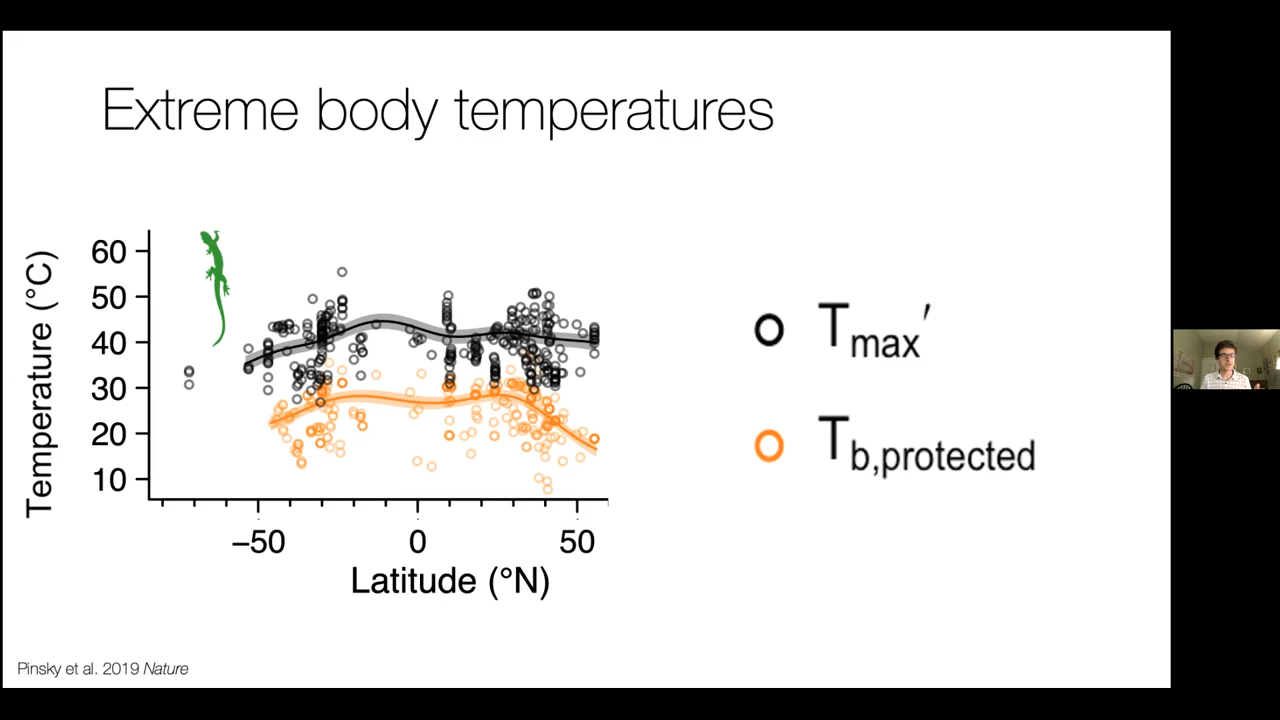 Extreme body temperatures
Temperature (°C)
60
50
40
30
20
10
−50
0
50
Latitude (°N)
Tmax′
Tb,protected
Pinsky et al. 2019 Nature